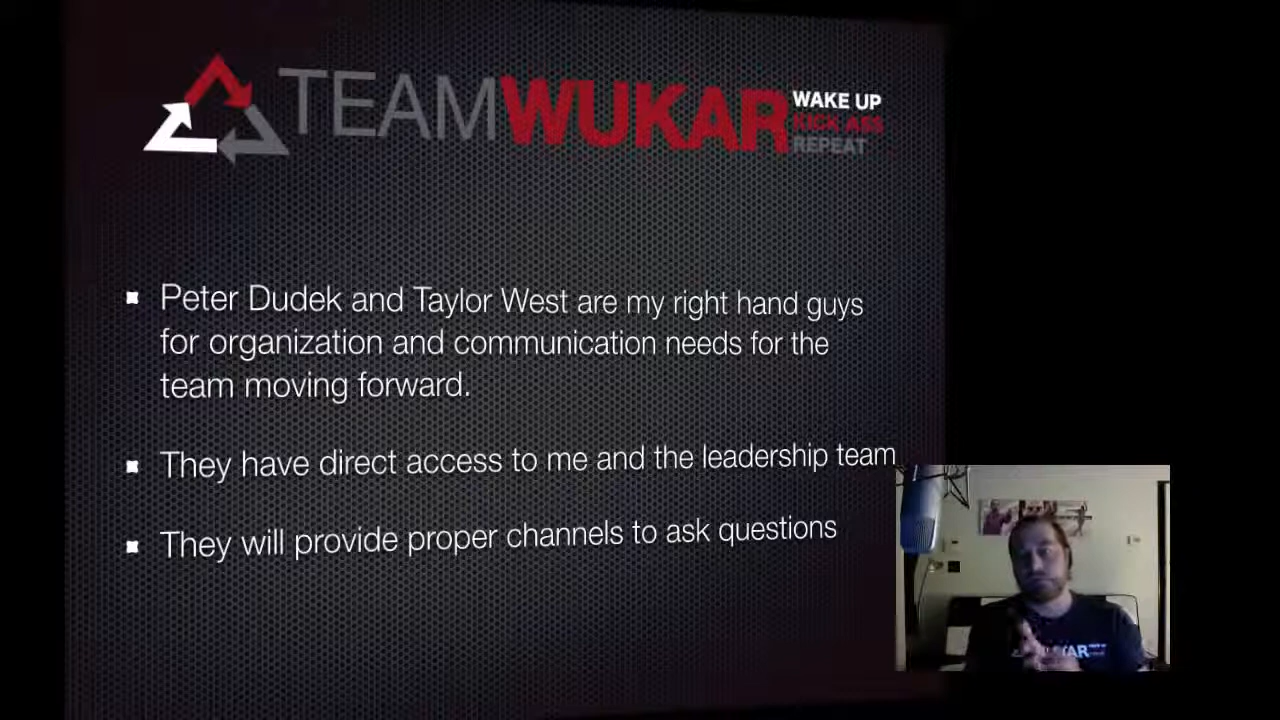 TEAMWUKAR
WAKE UP
KICK ASS
REPEAT
Peter Dudek and Taylor West are my right hand guys
for organization and communication needs for the
team moving forward.
They have direct access to me and the leadership team
They will provide proper channels to ask questions